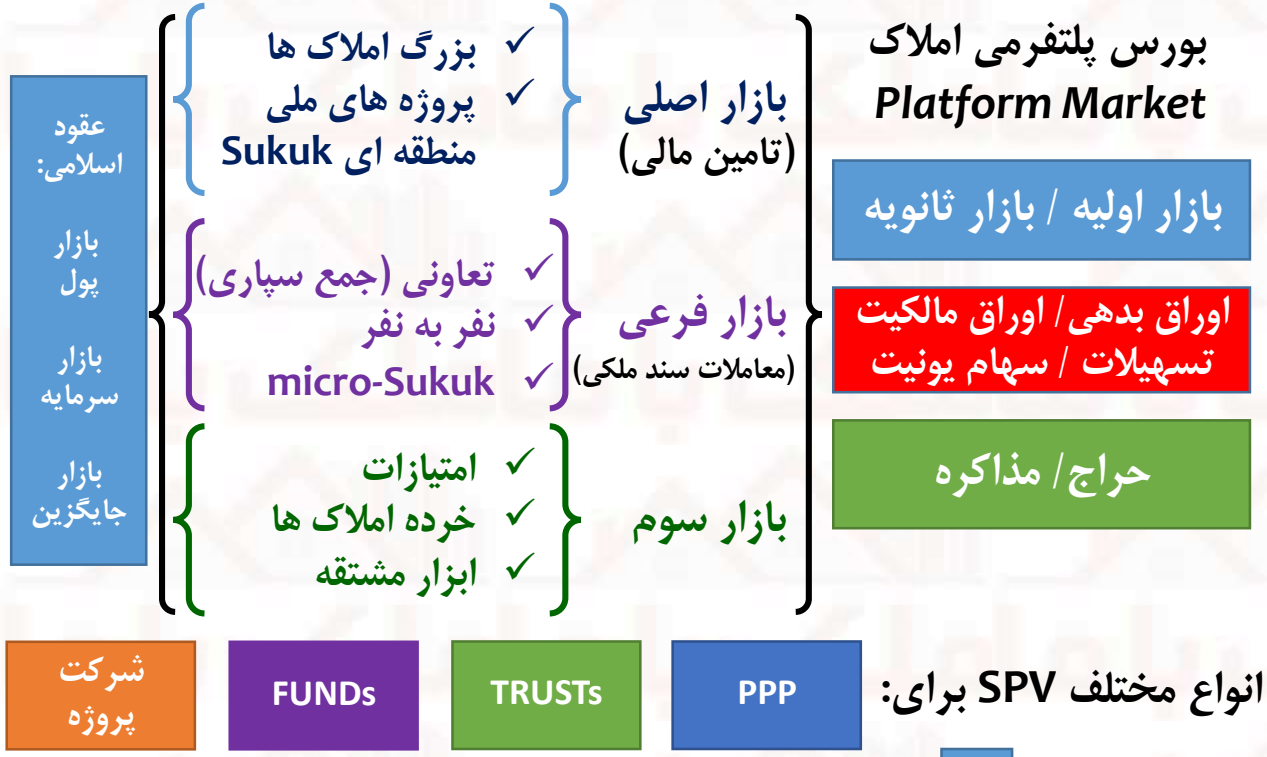 بورس پلتفرمی املاک
Platform Market
بازار اولیه / بازار ثانویه
اوراق بدهی/ اوراق مالکیت
تسهیلات / سهام یونیت
حراج/ مذاکره
بازار اصلی
(تامین مالی)
✓ بزرگ املاک ها
✓ پروژه های ملی
منطقه ای Sukuk
بازار فرعی
(معاملات سند ملکی)
✓ تعاونی (جمع سپاری)
✓ نفر به نفر
✓ micro-Sukuk
بازار سوم
✓ امتیازات
✓ خرده املاک ها
✓ ابزار مشتقه
عقود
اسلامی:
بازار
پول
بازار
سرمایه
بازار
جایگزین
انواع مختلف SPV برای:
PPP
TRUSTs
FUNDs
شرکت
پروژه